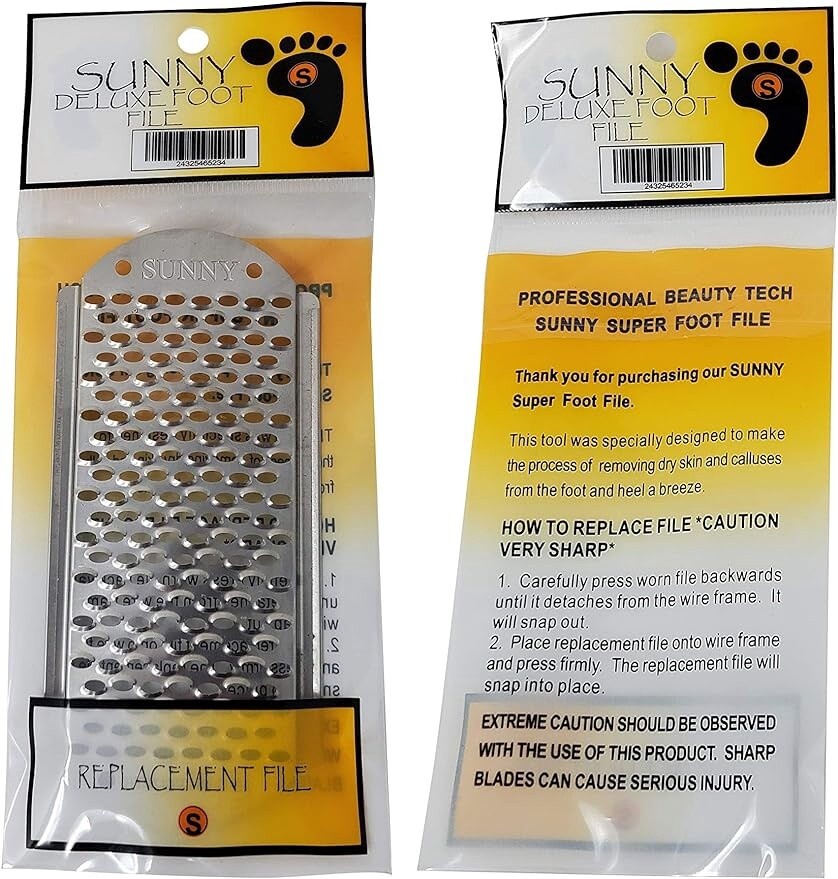 SUNNY
DELUXE FOOT
FILE
24325465234
S
SUNNY
REPLACEMENT FILE
S
SUNNY
DELUXE FOOT
FILE
24325465234
S
PROFESSIONAL BEAUTY TECH
SUNNY SUPER FOOT FILE
Thank you for purchasing our SUNNY
Super Foot File.
This tool was specially designed to make
the process of removing dry skin and calluses
from the foot and heel a breeze.
HOW TO REPLACE FILE *CAUTION
VERY SHARP*
1. Carefully press worn file backwards
until it detaches from the wire frame. It
will snap out.
2. Place replacement file onto wire frame
and press firmly. The replacement file will
snap into place.
EXTREME CAUTION SHOULD BE OBSERVED
WITH THE USE OF THIS PRODUCT. SHARP
BLADES CAN CAUSE SERIOUS INJURY.